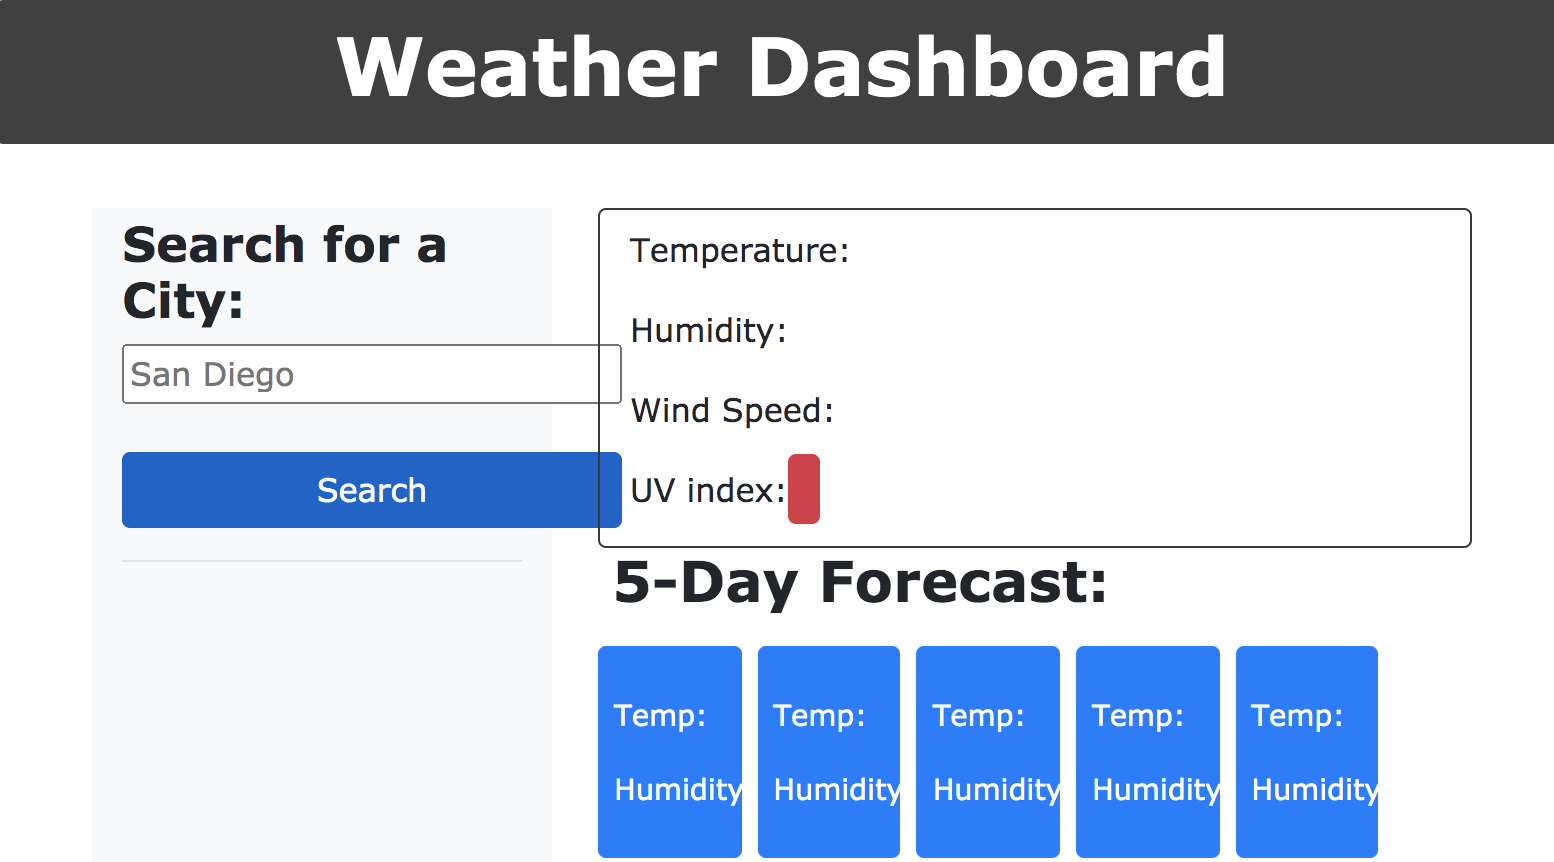 Weather Dashboard
Search for a
City:
San Diego
Search
Temperature:
Humidity:
Wind Speed:
UV index:
5-Day Forecast:
Temp:
Humidity
Temp:
Humidity
Temp:
Humidity
Temp:
Humidity
Temp:
Humidity